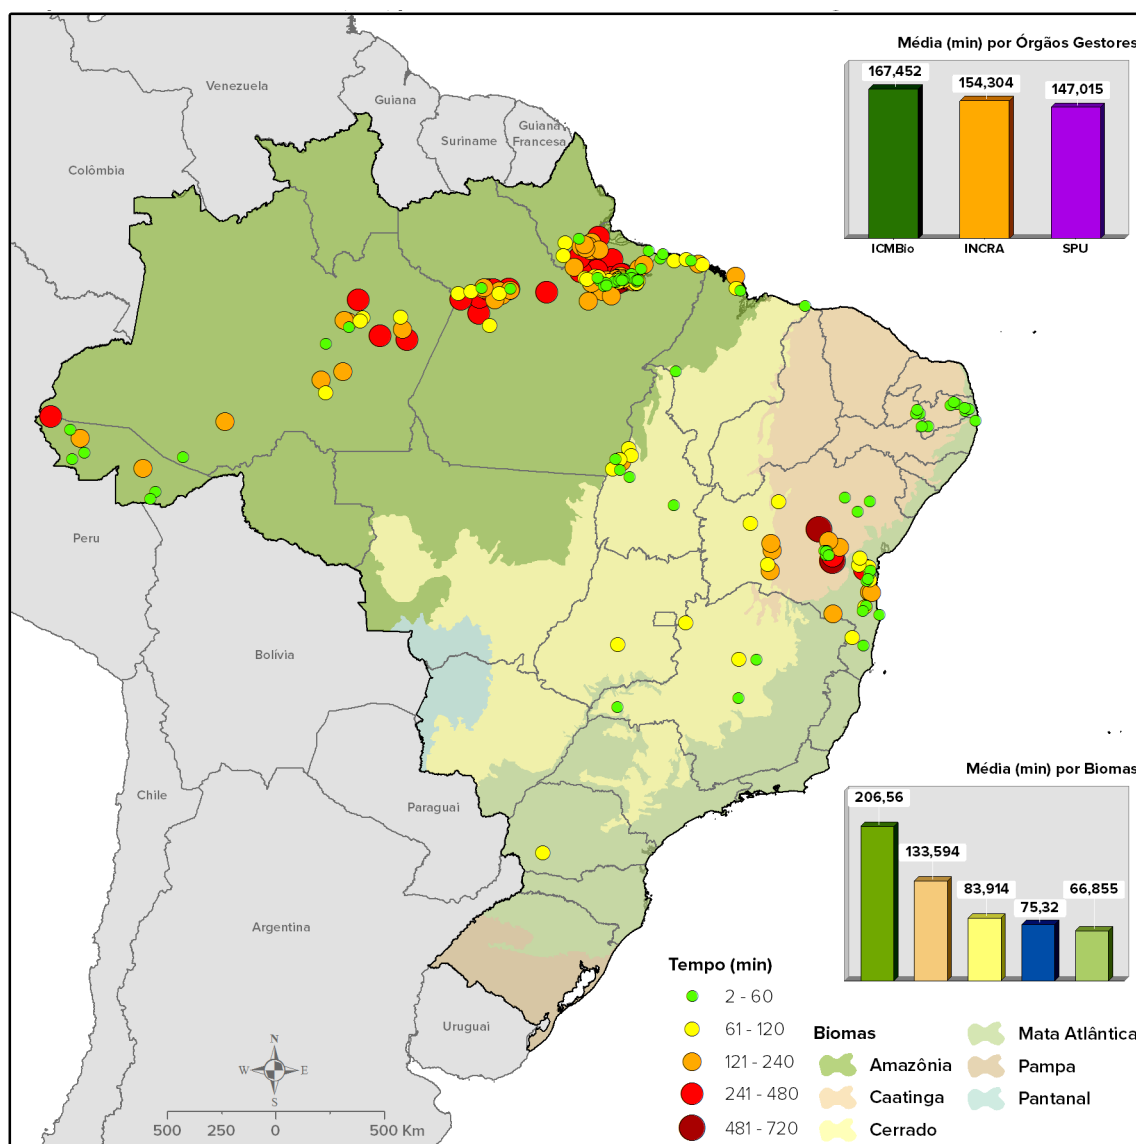 Média (min) por Órgãos Gestores
167,452
154,304
147,015
ICMBio
INCRA
SPU
Venezuela
Guiana
Suriname
Guiana
Francesa
Colômbia
Peru
Bolívia
Chile
Paraguai
Argentina
Uruguai
Média (min) por Biomas
206,56
133,594
83,914
75,32
66,855
Tempo (min)
2 - 60
61 - 120
121 - 240
241 - 480
481 - 720
Biomas
Amazônia
Caatinga
Cerrado
Mata Atlântica
Pampa
Pantanal
N
W
E
S
500
250
0
500 Km